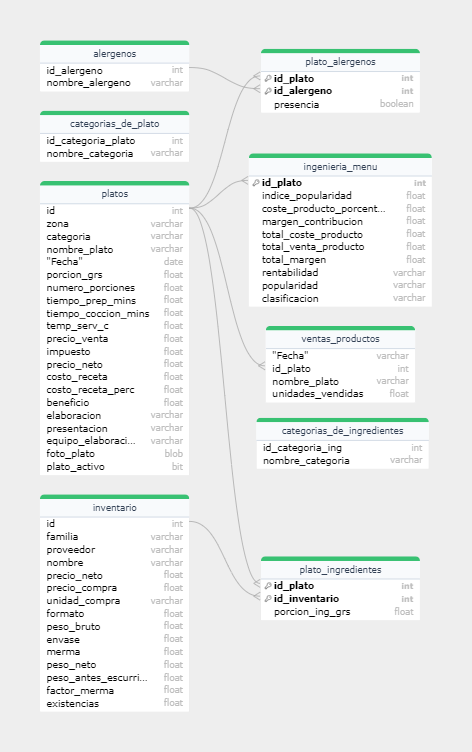 alergenos
id_alergeno int
nombre_alergeno varchar
categorias_de_plato
id_categoria_plato int
nombre_categoria varchar
platos
id int
zona varchar
categoria varchar
nombre_plato varchar
"Fecha" date
porcion_grs float
numero_porciones float
tiempo_prep_mins float
tiempo_coccion_mins float
temp_serv_c float
precio_venta float
impuesto float
precio_neto float
costo_receta float
costo_receta_perc float
beneficio float
elaboracion varchar
presentacion varchar
equipo_elaboraci... varchar
foto_plato blob
plato_activo bit
inventario
id int
familia varchar
proveedor varchar
nombre varchar
precio_neto float
precio_compra float
unidad_compra varchar
formato float
peso_bruto float
envase float
merma float
peso_neto float
peso_antes_escurri... float
factor_merma float
existencias float
plato_alergenos
id_plato int
id_alergeno int
presencia boolean
ingenieria_menu
id_plato int
indice_popularidad float
coste_producto_porcent... float
margen_contribucion float
total_coste_producto float
total_venta_producto float
total_margen float
rentabilidad varchar
popularidad varchar
clasificacion varchar
ventas_productos
"Fecha" varchar
id_plato int
nombre_plato varchar
unidades_vendidas float
categorias_de_ingredientes
id_categoria_ing int
nombre_categoria varchar
plato_ingredientes
id_plato int
id_inventario int
porcion_ing_grs float